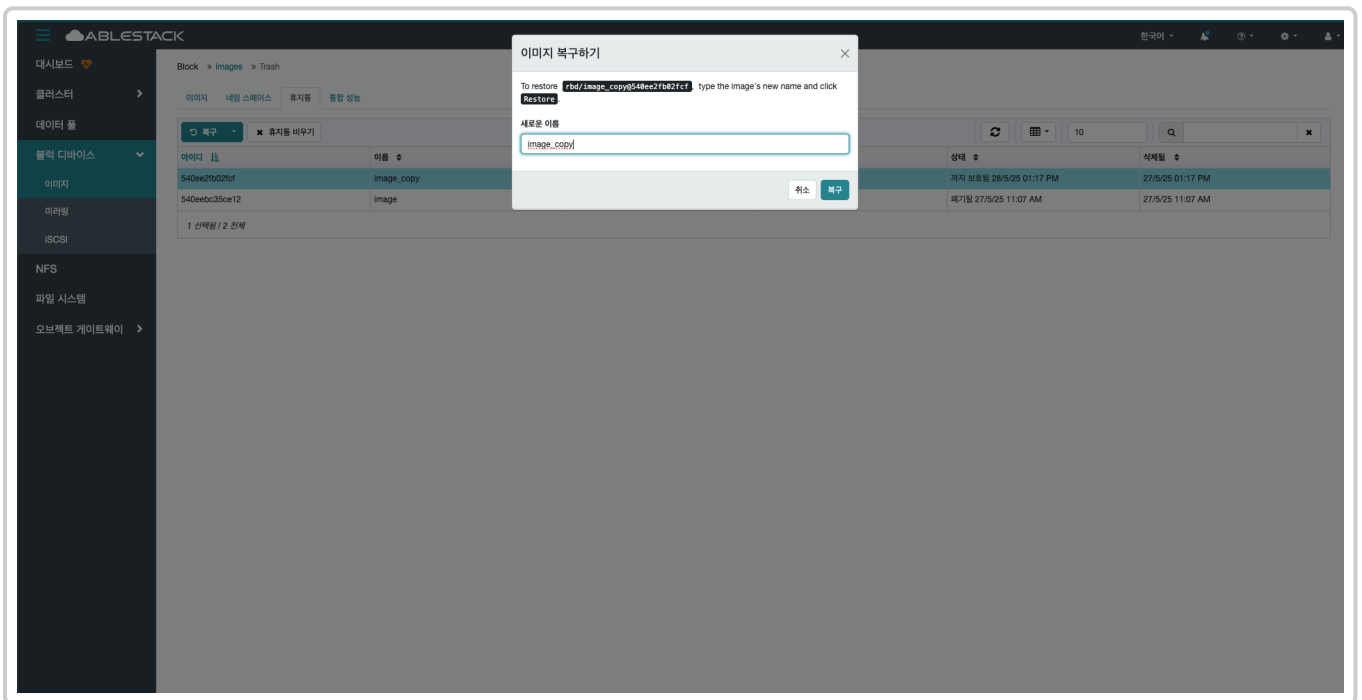 ABLESTACK
한국어
대시보드
클러스터
데이터 풀
블럭 디바이스
이미지
미러링
iSCSI
NFS
파일 시스템
오브젝트 게이트웨이
Block » Images » Trash
이미지 네임 스페이스 휴지통 통합 성능
복구 휴지통 비우기 10
아이디 이름 상태 삭제될
540ee2fb02fcf image_copy 까지 보호됨 28/5/25 01:17 PM 27/5/25 01:17 PM
540eebc35ce12 image 폐기될 27/5/25 11:07 AM 27/5/25 11:07 AM
1 선택됨 / 2 전체
이미지 복구하기
To restore rbd/image_copy@540ee2fb02fcf, type the image's new name and click
Restore.
새로운 이름
image_copy
취소 복구